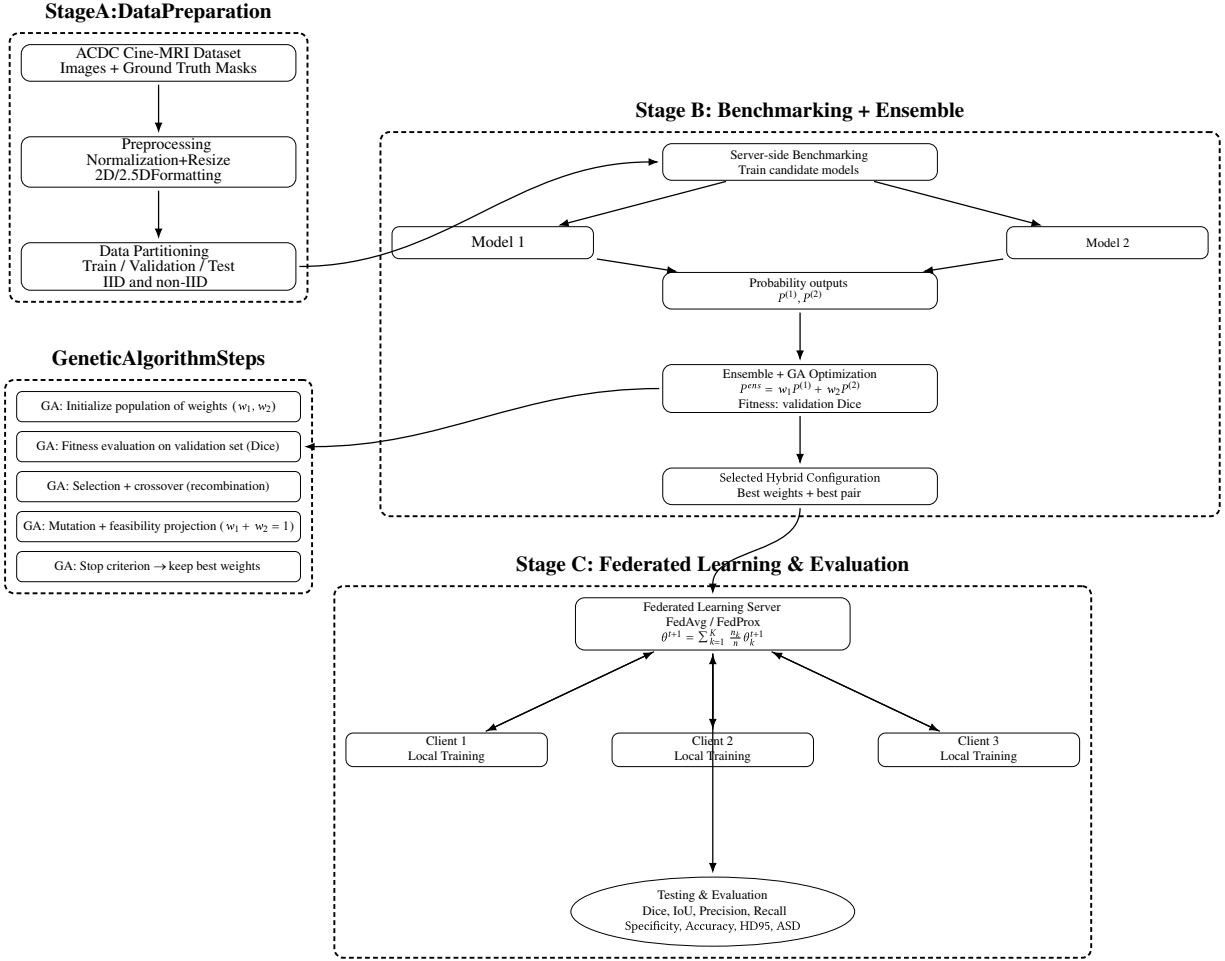 StageA:DataPreparation
ACDC Cine-MRI Dataset
Images + Ground Truth Masks
Preprocessing
Normalization+Resize
2D/2.5DFormatting
Data Partitioning
Train / Validation / Test
IID and non-IID
Stage B: Benchmarking + Ensemble
Server-side Benchmarking
Train candidate models
Model 1
Model 2
Probability outputs
P^{(1)}, P^{(2)}
Ensemble + GA Optimization
P^{ens} = w_1P^{(1)} + w_2P^{(2)}
Fitness: validation Dice
Selected Hybrid Configuration
Best weights + best pair
GeneticAlgorithmSteps
GA: Initialize population of weights (w_1, w_2)
GA: Fitness evaluation on validation set (Dice)
GA: Selection + crossover (recombination)
GA: Mutation + feasibility projection (w_1 + w_2 = 1)
GA: Stop criterion → keep best weights
Stage C: Federated Learning & Evaluation
Federated Learning Server
FedAvg / FedProx
θ^{t+1} = ∑_{k=1}^{K} \frac{n_k}{n} θ_k^{t+1}
Client 1
Local Training
Client 2
Local Training
Client 3
Local Training
Testing & Evaluation
Dice, IoU, Precision, Recall
Specificity, Accuracy, HD95, ASD